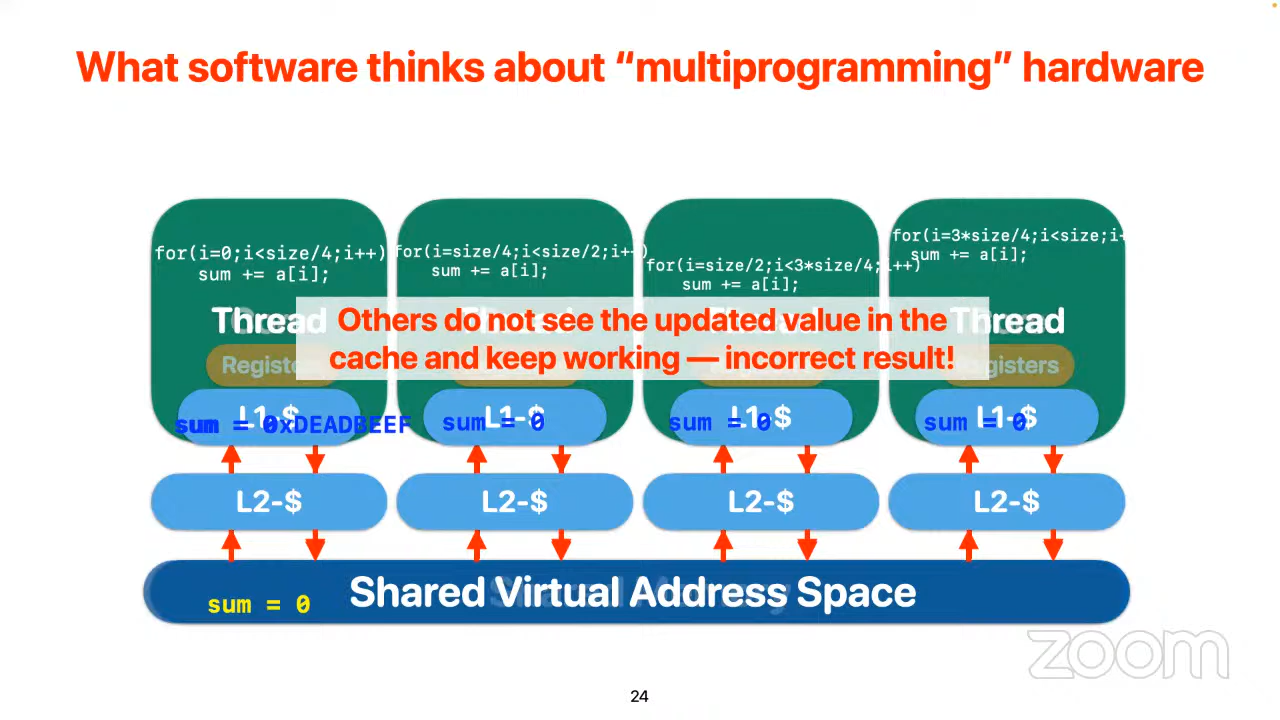 What software thinks about “multiprogramming” hardware
for(i=0;i<size/4;i++)
sum += a[i];
for(i=size/4;i<size/2;i++)
sum += a[i];
for(i=size/2;i<3*size/4;i++)
sum += a[i];
for(i=3*size/4;i<size;i+
sum += a[i];
Thread
Thread
Others do not see the updated value in the
cache and keep working — incorrect result!
Registers
L1-$
L1-$
L1-$
L1-$
sum = 0xDEADBEEF
sum = 0
sum = 0
sum = 0
L2-$
L2-$
L2-$
L2-$
Shared Virtual Address Space
sum = 0
zoom
24